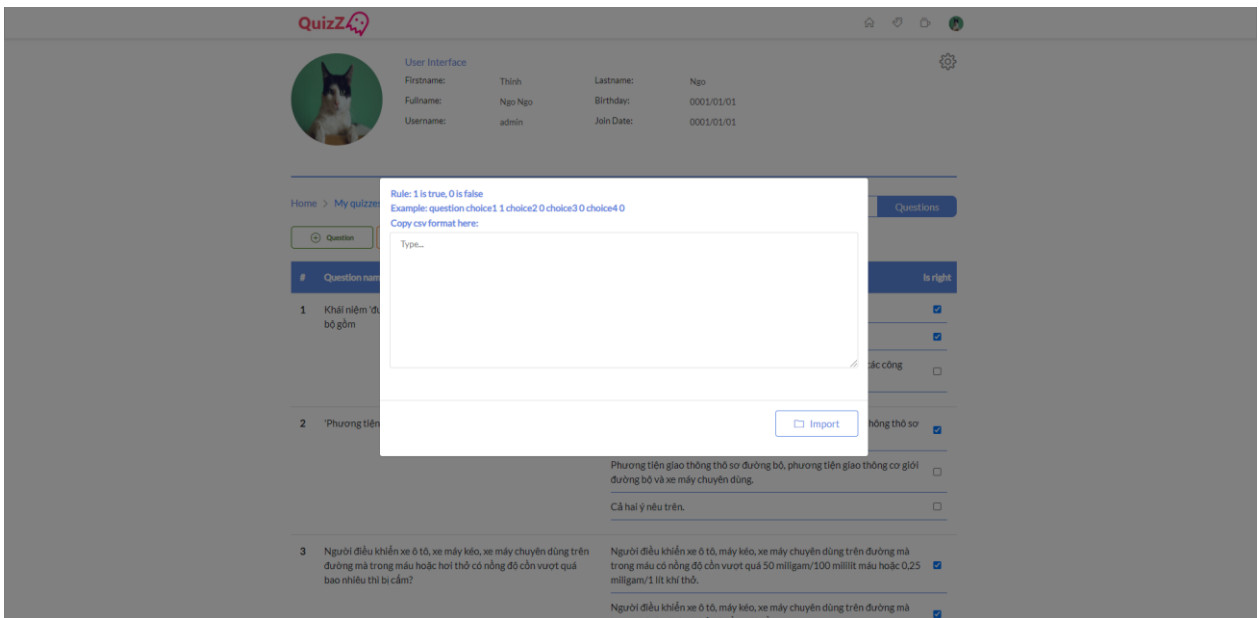 QuizZ
User Interface
Firstname: Thinh Lastname: Ngo
Fullname: Ngo Ngo Birthday: 0001/01/01
Username: admin Join Date: 0001/01/01
Rule: 1 is true, 0 is false
Home > My quizzes
Example: question choice1 1 choice2 0 choice3 0 choice4 0
Questions
Copy csv format here:
Question
Type...
# Question nam
Is right
1 Khái niệm 'đư
bộ gồm
các công
Import
2 'Phương tiện
hông thô sơ
Phương tiện giao thông thô sơ đường bộ, phương tiện giao thông cơ giới
đường bộ và xe máy chuyên dùng.
Cả hai ý nêu trên.
3 Người điều khiển xe ô tô, xe máy kéo, xe máy chuyên dùng trên
đường mà trong máu hoặc hơi thở có nồng độ cồn vượt quá
bao nhiêu thì bị cấm?
Người điều khiển xe ô tô, máy kéo, xe máy chuyên dùng trên đường mà
trong máu có nồng độ cồn vượt quá 50 miligam/100 mililít máu hoặc 0,25
miligam/1 lít khí thở.
Người điều khiển xe ô tô, máy kéo, xe máy chuyên dùng trên đường mà